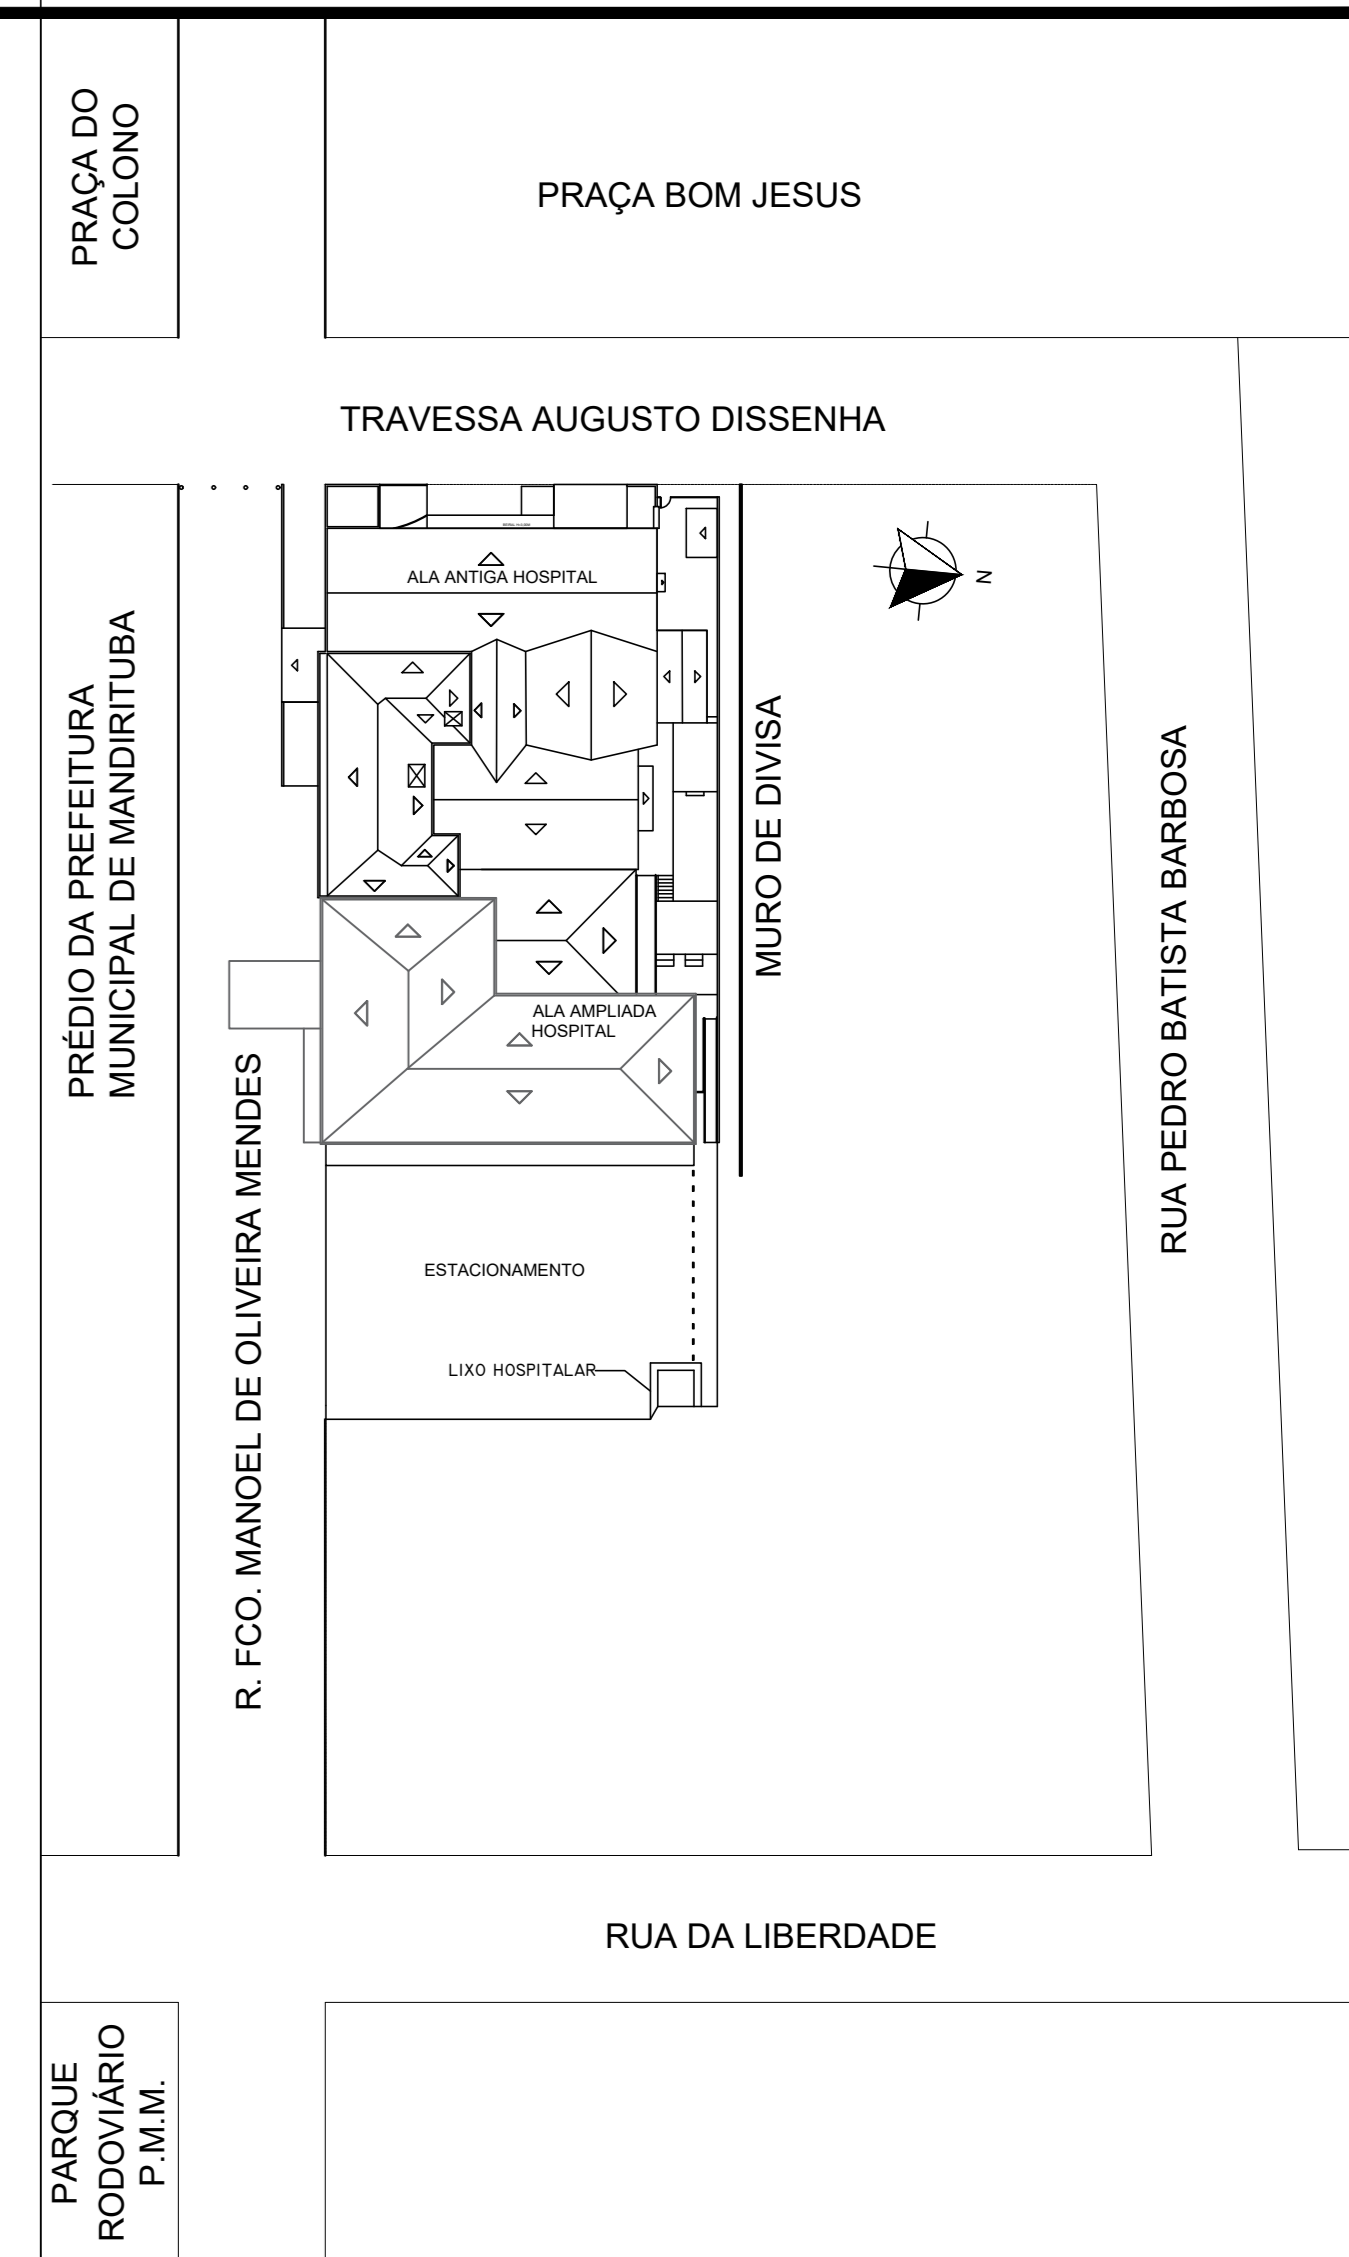 PRAÇA DO
COLONO
PRAÇA BOM JESUS
TRAVESSA AUGUSTO DISSENHA
ALA ANTIGA HOSPITAL
N
PRÉDIO DA PREFEITURA
MUNICIPAL DE MANDIRITUBA
MURO DE DIVISA
RUA PEDRO BATISTA BARBOSA
ALA AMPLIADA
HOSPITAL
R. FCO. MANOEL DE OLIVEIRA MENDES
ESTACIONAMENTO
LIXO HOSPITALAR
RUA DA LIBERDADE
PARQUE
RODOVIÁRIO
P.M.M.